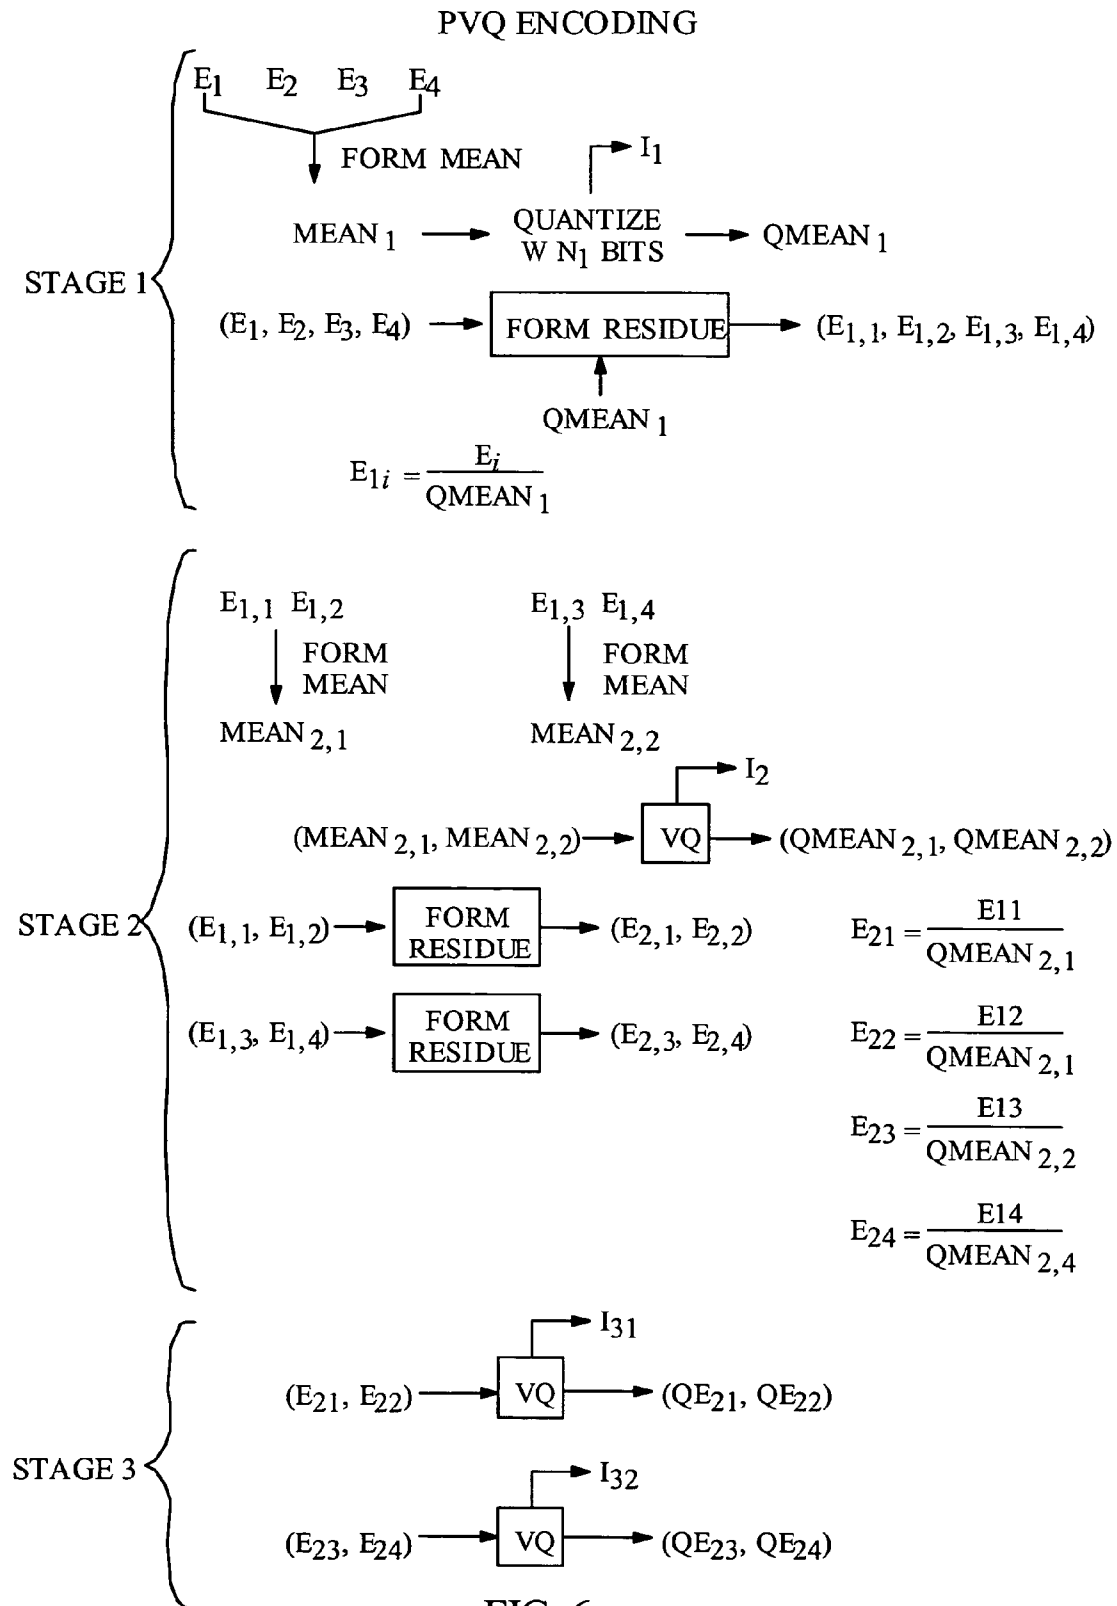 PVQ ENCODING
E1 E2 E3 E4
FORM MEAN
I1
MEAN1
QUANTIZE
W N1 BITS
QMEAN1
STAGE 1
(E1, E2, E3, E4)
FORM RESIDUE
(E1,1, E1,2, E1,3, E1,4)
QMEAN1
E1i = Ei / QMEAN1
E1,1 E1,2
E1,3 E1,4
FORM
MEAN
FORM
MEAN
MEAN2,1
MEAN2,2
I2
(MEAN2,1, MEAN2,2)
VQ
(QMEAN2,1, QMEAN2,2)
STAGE 2
(E1,1, E1,2)
FORM
RESIDUE
(E2,1, E2,2)
E21 = E11 / QMEAN2,1
(E1,3, E1,4)
FORM
RESIDUE
(E2,3, E2,4)
E22 = E12 / QMEAN2,1
E23 = E13 / QMEAN2,2
E24 = E14 / QMEAN2,4
I31
(E21, E22)
VQ
(QE21, QE22)
STAGE 3
I32
(E23, E24)
VQ
(QE23, QE24)